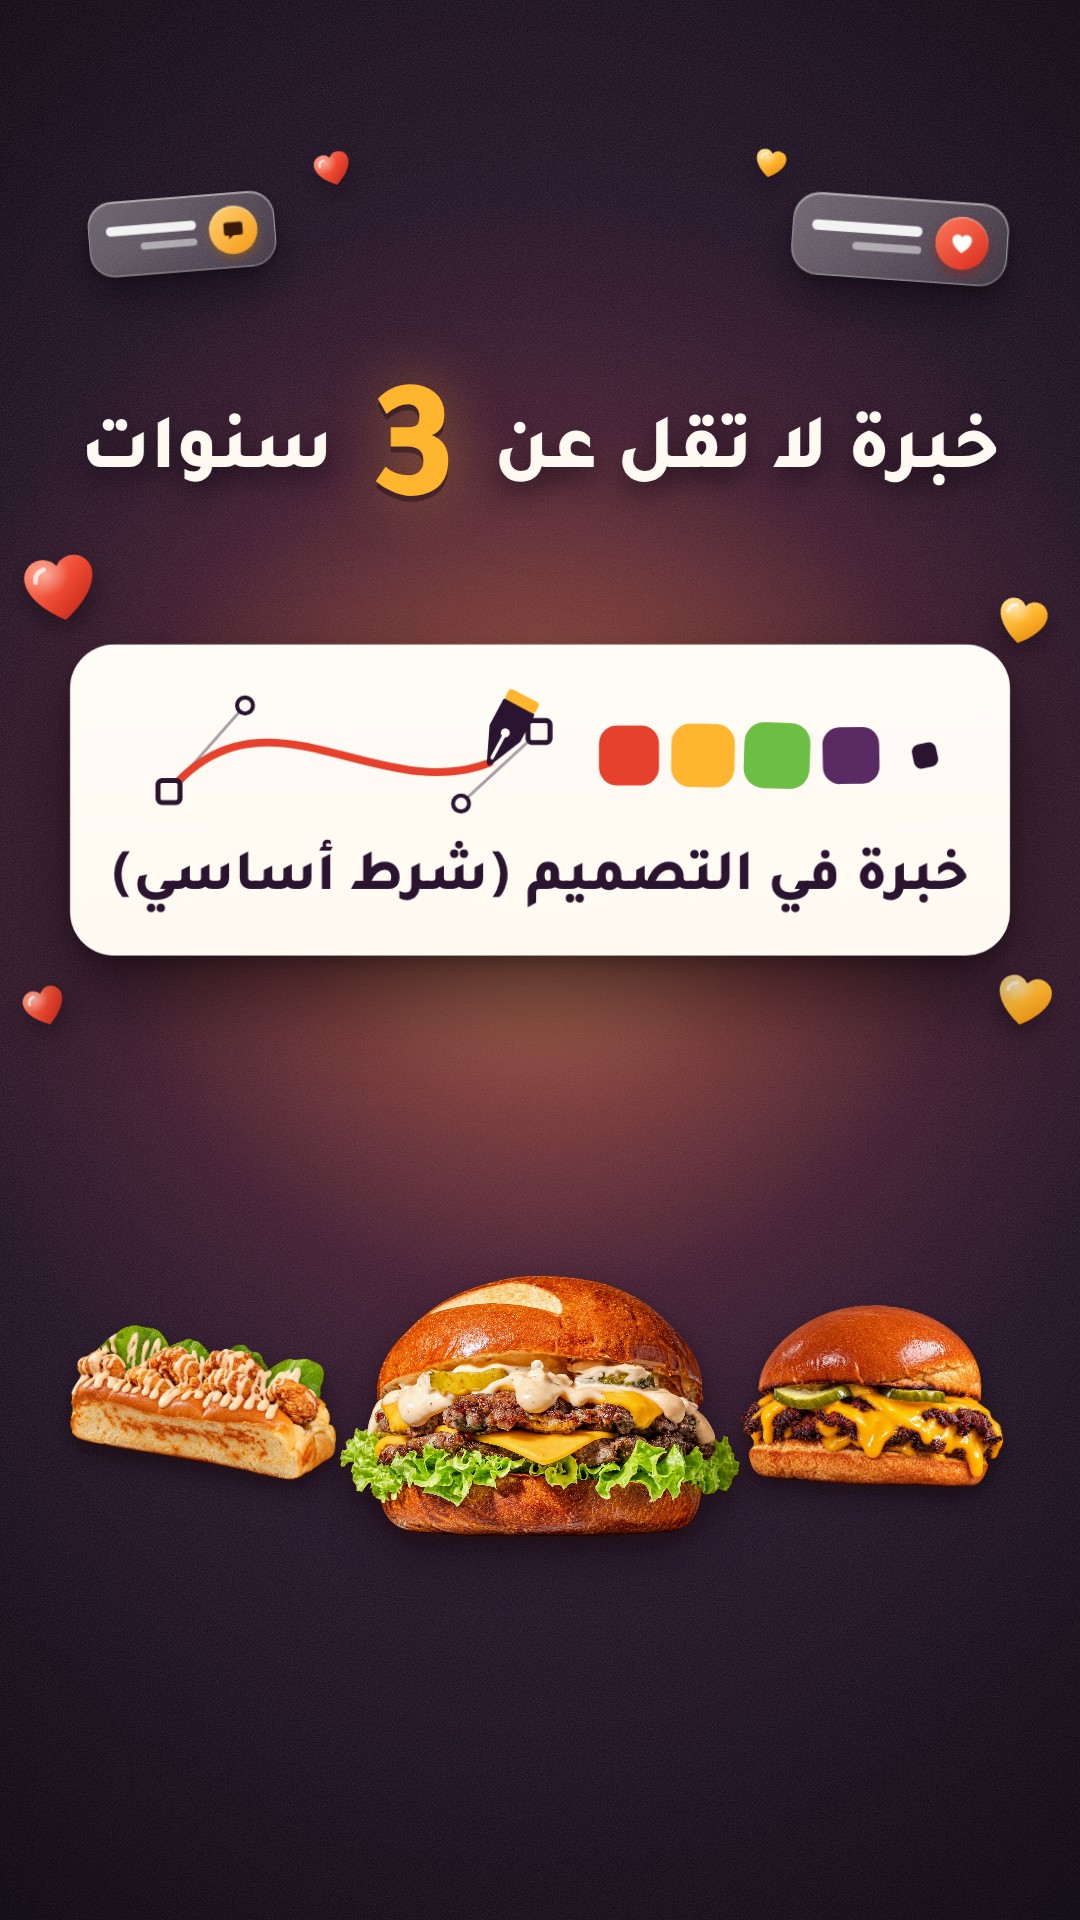 خبرة لا تقل عن 3 سنوات
خبرة في التصميم (شرط أساسي)